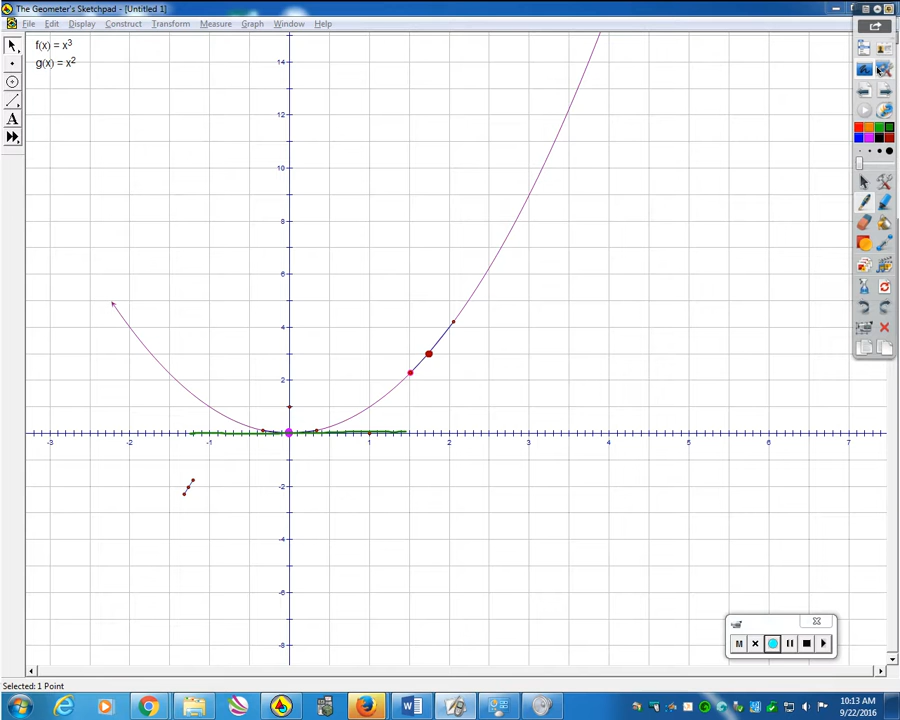 The Geometer's Sketchpad - [Untitled 1]
File Edit Display Construct Transform Measure Graph Window Help
f(x) = x³
g(x) = x²
A
14
12
10
8
6
4
2
-3 -2 -1 1 2 3 4 5 6 7
-2
-4
-6
-8
M
Selected: 1 Point
10:13 AM
9/22/2016